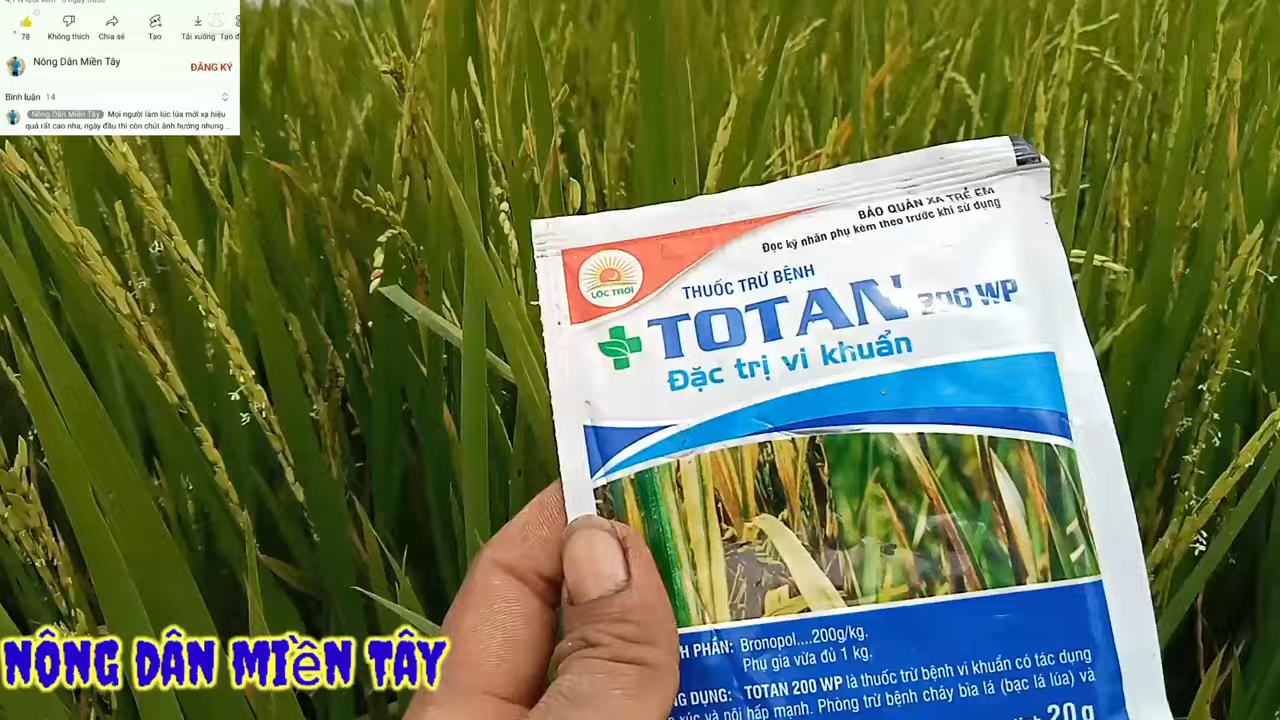 78
Không thích
Chia sẻ
Tạo
Tải xuống
Nông Dân Miền Tây
ĐĂNG KÝ
Bình luận 14
Nông Dân Miền Tây Mọi người làm lúc lúa mới xạ hiệu
quả rất cao nha, ngày đầu thì còn chút ảnh hưởng nhưng ...
BẢO QUẢN XA TRẺ EM
Đọc kỹ nhãn phụ kèm theo trước khi sử dụng
LỘC TRỜI
THUỐC TRỪ BỆNH
TOTAN 200 WP
Đặc trị vi khuẩn
PHẦN: Bronopol....200g/kg.
Phụ gia vừa đủ 1 kg.
DỤNG: TOTAN 200 WP là thuốc trừ bệnh vi khuẩn có tác dụng
xúc và nội hấp mạnh. Phòng trừ bệnh cháy bìa lá (bạc lá lúa) và
20g
NÔNG DÂN MIỀN TÂY